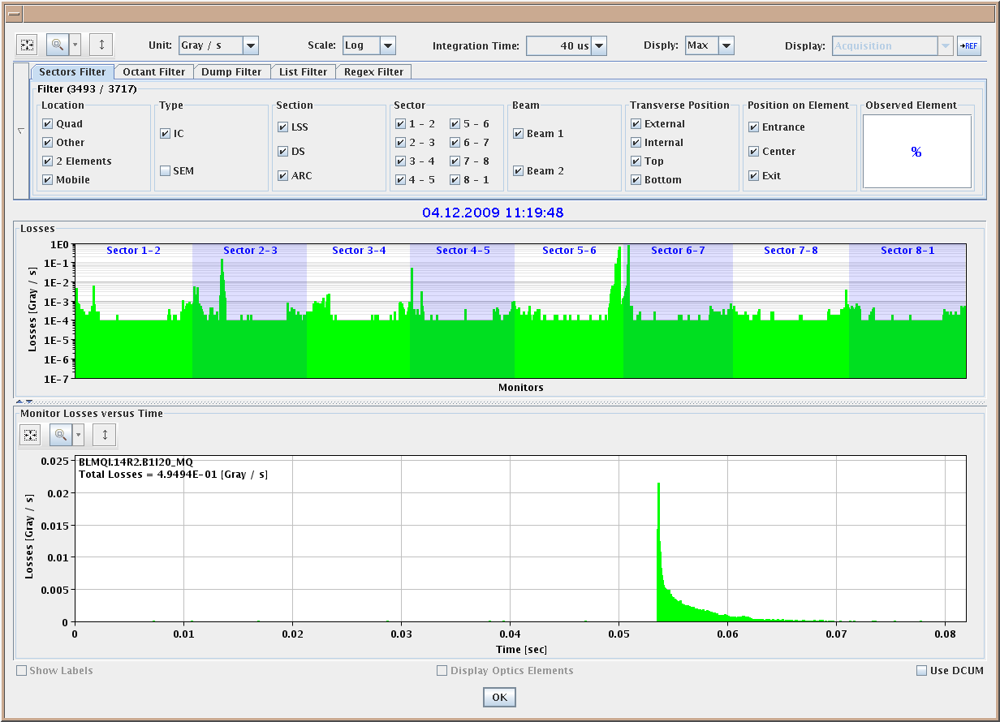 Unit: Gray / s Scale: Log Integration Time: 40 us Disply: Max Display: Acquisition REF
Sectors Filter Octant Filter Dump Filter List Filter Regex Filter
Filter (3493 / 3717)
Location Type Section Sector Beam Transverse Position Position on Element Observed Element
Quad
Other
2 Elements
Mobile
IC
SEM
LSS
DS
ARC
1 - 2 5 - 6
2 - 3 6 - 7
3 - 4 7 - 8
4 - 5 8 - 1
Beam 1
Beam 2
External
Internal
Top
Bottom
Entrance
Center
Exit
%
04.12.2009 11:19:48
Losses
Sector 1-2 Sector 2-3 Sector 3-4 Sector 4-5 Sector 5-6 Sector 6-7 Sector 7-8 Sector 8-1
1E0
1E-1
1E-2
1E-3
1E-4
1E-5
1E-6
1E-7
Losses [Gray / s]
Monitors
Monitor Losses versus Time
BLMQI.14R2.B1I20_MQ
Total Losses = 4.9494E-01 [Gray / s]
0.025
0.02
0.015
0.01
0.005
0
Losses [Gray / s]
0 0.01 0.02 0.03 0.04 0.05 0.06 0.07 0.08
Time [sec]
Show Labels Display Optics Elements Use DCUM
OK